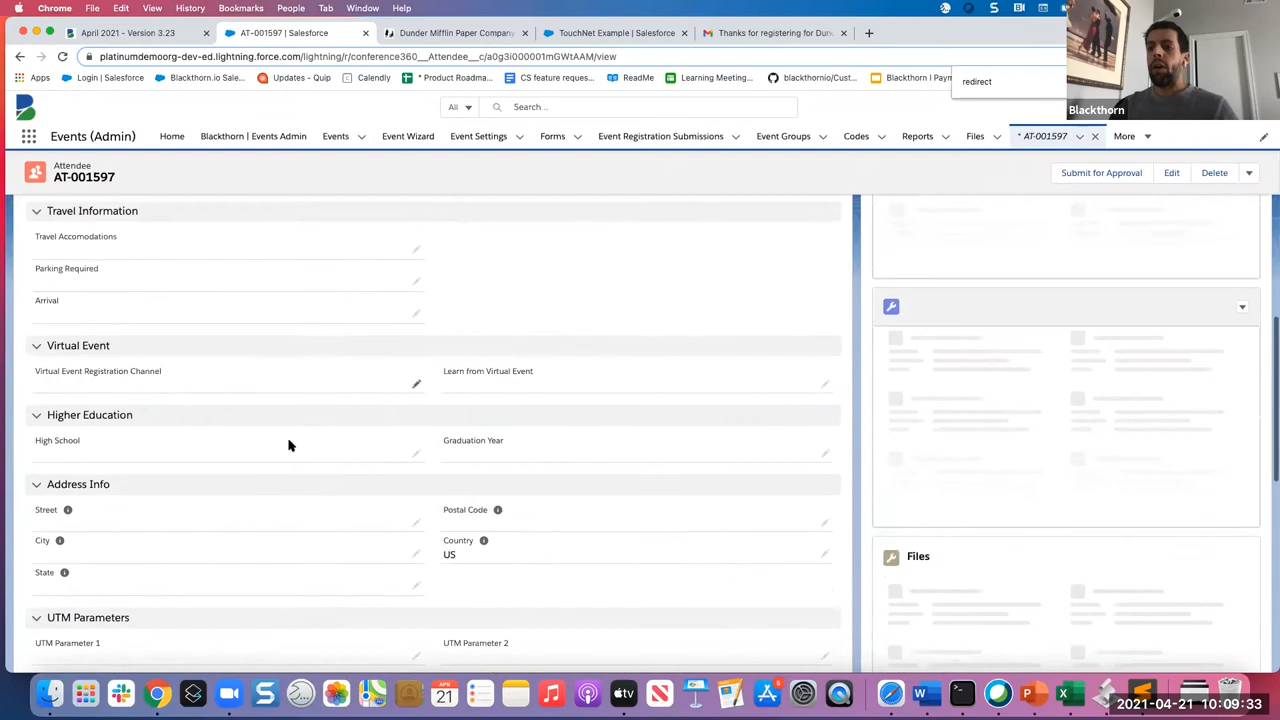 Chrome File Edit View History Bookmarks People Tab Window Help
April 2021 - Version 3.23
AT-001597 | Salesforce
Dunder Mifflin Paper Company
TouchNet Example | Salesforce
Thanks for registering for Dun
platinumdemoorg-dev-ed.lightning.force.com/lightning/r/conference360__Attendee__c/a0g3i000001mGWtAAM/view
Apps Login | Salesforce Blackthorn.io Sale... Updates - Quip Calendly * Product Roadma... CS feature reques... ReadMe Learning Meeting... blackthornio/Cust... Blackthorn | Payn
redirect
Blackthorn
All Search...
Events (Admin) Home Blackthorn | Events Admin Events Event Wizard Event Settings Forms Event Registration Submissions Event Groups Codes Reports Files * AT-001597 More
Attendee
AT-001597
Submit for Approval Edit Delete
Travel Information
Travel Accomodations
Parking Required
Arrival
Virtual Event
Virtual Event Registration Channel Learn from Virtual Event
Higher Education
High School Graduation Year
Address Info
Street Postal Code
City Country
US
State
UTM Parameters
UTM Parameter 1 UTM Parameter 2
Files
APR
21
2021-04-21 10:09:33